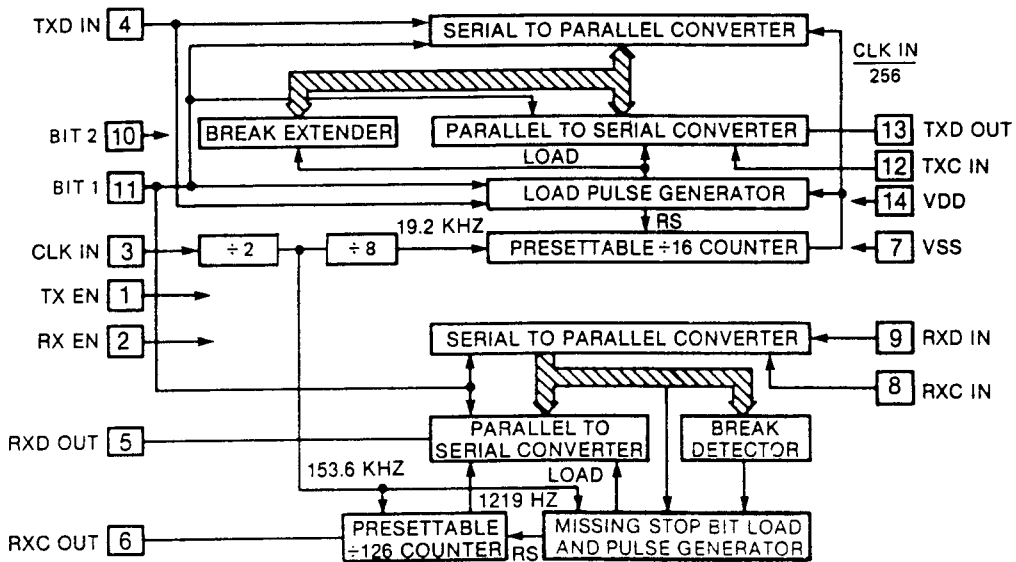 TXD IN 4
SERIAL TO PARALLEL CONVERTER
CLK IN
256
BIT 2 10
BREAK EXTENDER
PARALLEL TO SERIAL CONVERTER
13 TXD OUT
LOAD
12 TXC IN
BIT 1 11
LOAD PULSE GENERATOR
14 VDD
19.2 KHZ
RS
CLK IN 3
÷2
÷8
PRESETTABLE ÷16 COUNTER
7 VSS
TX EN 1
RX EN 2
SERIAL TO PARALLEL CONVERTER
9 RXD IN
8 RXC IN
RXD OUT 5
PARALLEL TO
SERIAL CONVERTER
BREAK
DETECTOR
153.6 KHZ
LOAD
1219 HZ
RXC OUT 6
PRESETTABLE
÷126 COUNTER
RS
MISSING STOP BIT LOAD
AND PULSE GENERATOR